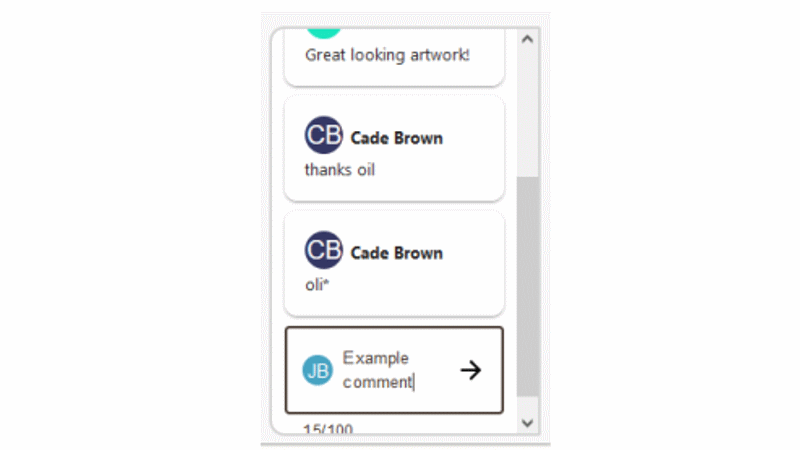 Great looking artwork!
CB Cade Brown
thanks oil
CB Cade Brown
oli*
JB Example
comment
15/100